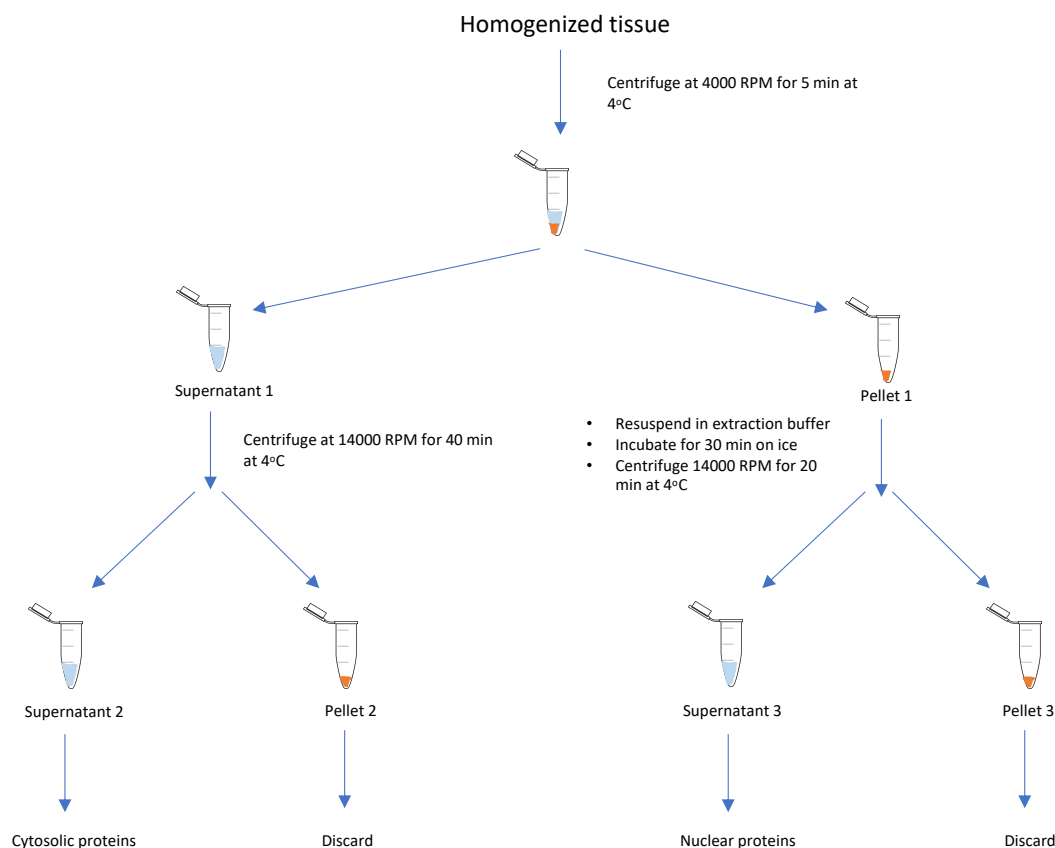 Homogenized tissue
Centrifuge at 4000 RPM for 5 min at
4ºC
Supernatant 1
Pellet 1
Centrifuge at 14000 RPM for 40 min
at 4ºC
• Resuspend in extraction buffer
• Incubate for 30 min on ice
• Centrifuge 14000 RPM for 20
min at 4ºC
Supernatant 2
Pellet 2
Supernatant 3
Pellet 3
Cytosolic proteins
Discard
Nuclear proteins
Discard